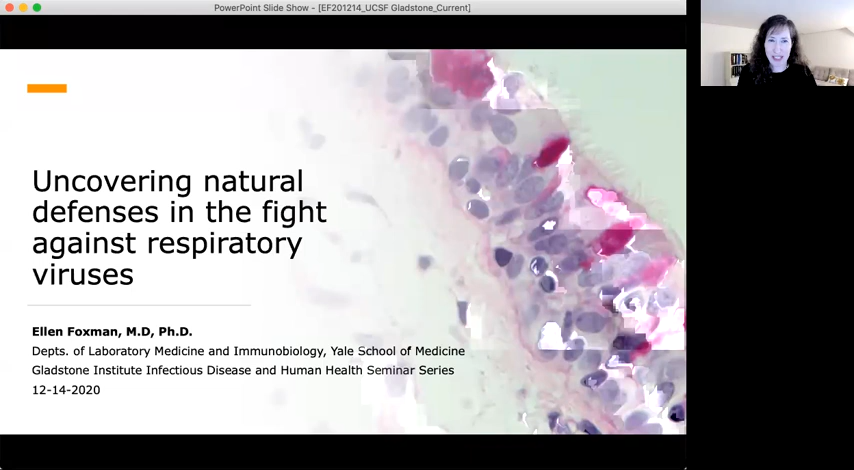 PowerPoint Slide Show - [EF201214_UCSF Gladstone_Current]
Uncovering natural
defenses in the fight
against respiratory
viruses
Ellen Foxman, M.D, Ph.D.
Depts. of Laboratory Medicine and Immunobiology, Yale School of Medicine
Gladstone Institute Infectious Disease and Human Health Seminar Series
12-14-2020